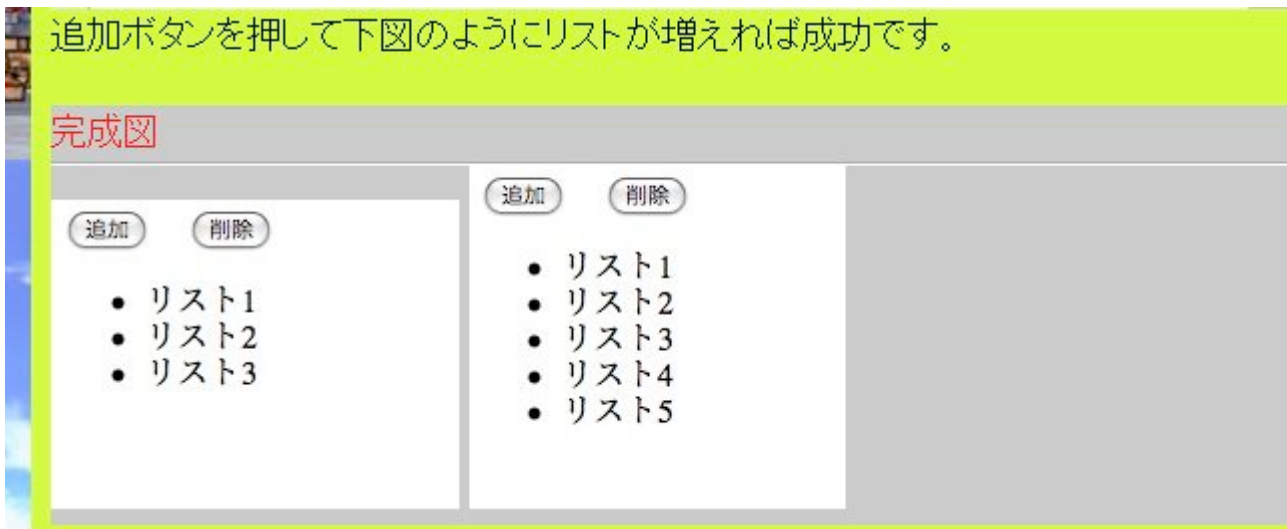 追加ボタンを押して下図のようにリストが増えれば成功です。
完成図
追加 削除
リスト1
リスト2
リスト3
追加 削除
リスト1
リスト2
リスト3
リスト4
リスト5